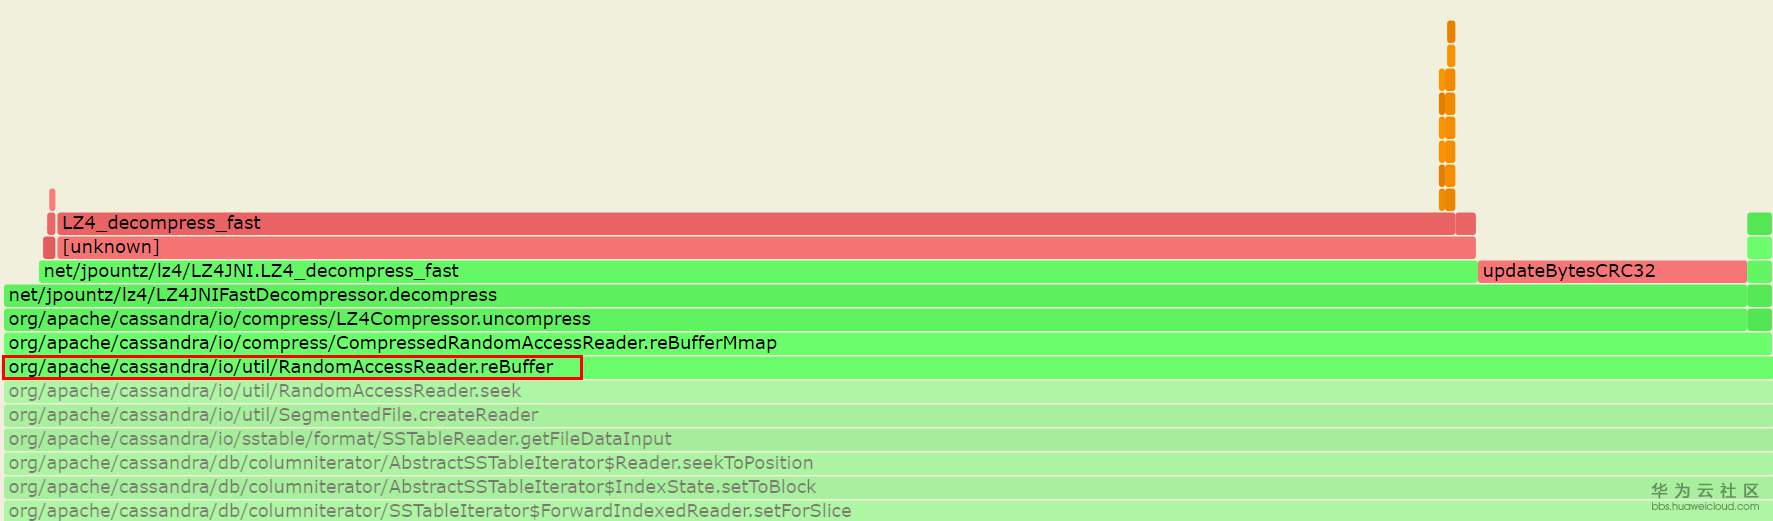 LZ4_decompress_fast
[unknown]
net/jpountz/lz4/LZ4JNI.LZ4_decompress_fast
updateBytesCRC32
net/jpountz/lz4/LZ4JNIFastDecompressor.decompress
org/apache/cassandra/io/compress/LZ4Compressor.uncompress
org/apache/cassandra/io/compress/CompressedRandomAccessReader.reBufferMmap
org/apache/cassandra/io/util/RandomAccessReader.reBuffer
org/apache/cassandra/io/util/RandomAccessReader.seek
org/apache/cassandra/io/util/SegmentedFile.createReader
org/apache/cassandra/io/sstable/format/SSTableReader.getFileDataInput
org/apache/cassandra/db/columniterator/AbstractSSTableIterator$Reader.seekToPosition
org/apache/cassandra/db/columniterator/AbstractSSTableIterator$IndexState.setToBlock
org/apache/cassandra/db/columniterator/SSTableIterator$ForwardIndexedReader.setForSlice
华为云社区
bbs.huaweicloud.com